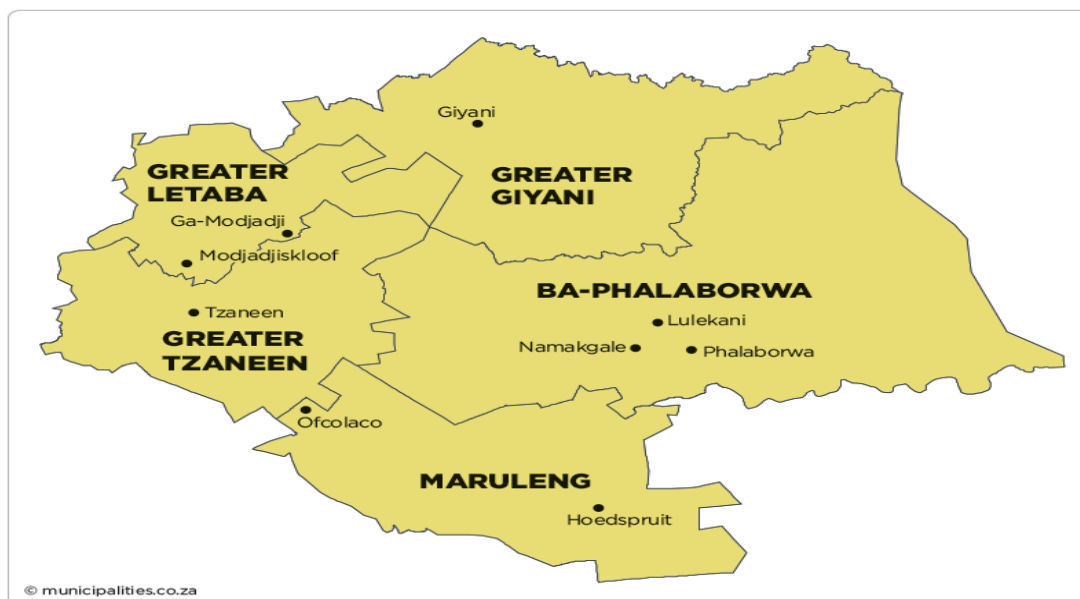 Giyani
GREATER
LETABA
GREATER
GIYANI
Ga-Modjadji
Modjadjiskloof
BA-PHALABORWA
Tzaneen
Lulekani
GREATER
TZANEEN
Namakgale
Phalaborwa
Ofcolaco
MARULENG
Hoedspruit
© municipalities.co.za